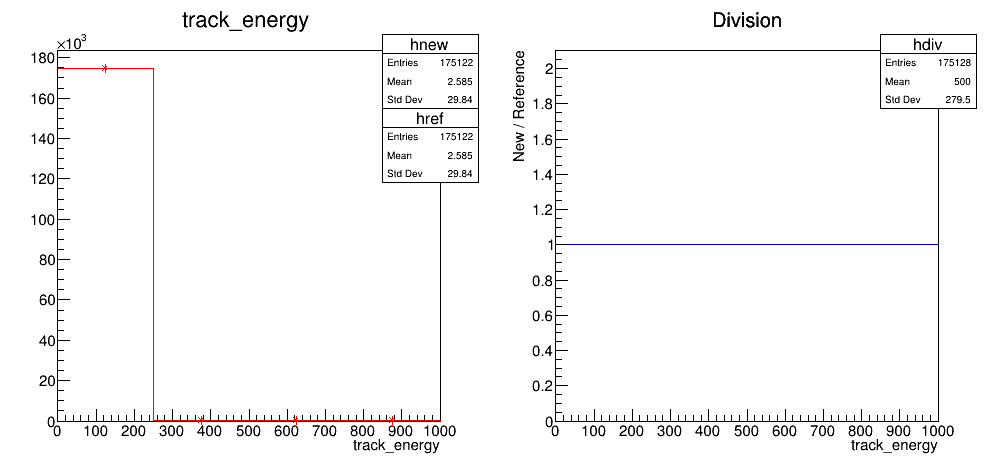 track_energy
×10³
hnew
Entries 175122
Mean 2.585
Std Dev 29.84
href
Entries 175122
Mean 2.585
Std Dev 29.84
180
160
140
120
100
80
60
40
20
0
0 100 200 300 400 500 600 700 800 900 1000
track_energy
Division
hdiv
Entries 175128
Mean 500
Std Dev 279.5
New / Reference
2
1.8
1.6
1.4
1.2
1
0.8
0.6
0.4
0.2
0
0 100 200 300 400 500 600 700 800 900 1000
track_energy